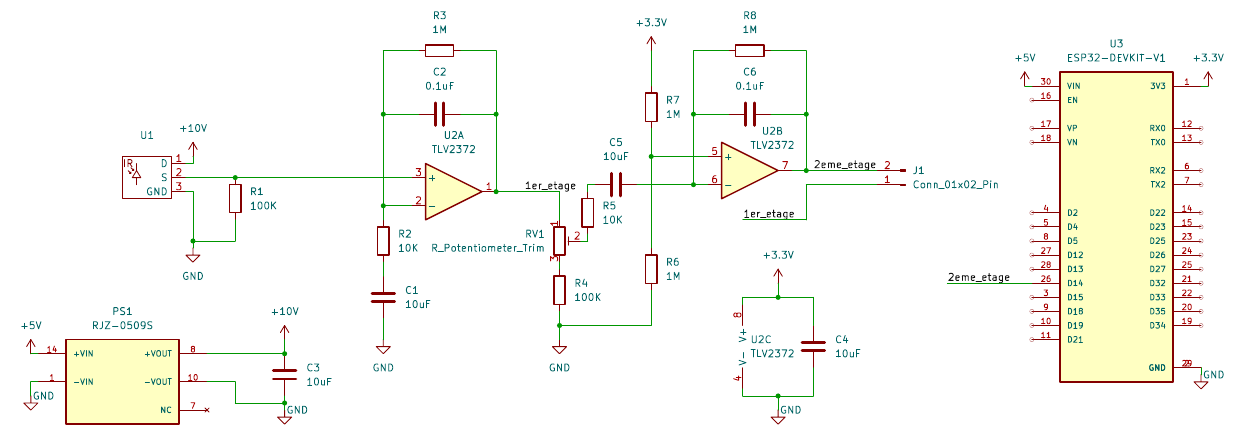 R3
1M
C2
0.1uF
U2A
TLV2372
3
+
2
−
1
1er_etage
U1
IR
D
1
S
2
GND
3
+10V
R1
100K
GND
R2
10K
C1
10uF
GND
RV1
R_Potentiometer_Trim
1
2
3
R4
100K
GND
R5
10K
C5
10uF
+3.3V
R7
1M
R6
1M
R8
1M
C6
0.1uF
U2B
TLV2372
5
+
6
−
7
2eme_etage
2
1
J1
Conn_01x02_Pin
1er_etage
PS1
RJZ-0509S
+5V
14
+VIN
1
-VIN
GND
+VOUT
8
-VOUT
10
NC
7
+10V
C3
10uF
GND
+3.3V
8
V+
U2C
TLV2372
V-
4
C4
10uF
GND
U3
ESP32-DEVKIT-V1
+5V
+3.3V
30 VIN 3V3 1
16 EN
17 VP RX0 12
18 VN TX0 13
RX2 6
TX2 7
4 D2 D22 14
5 D4 D23 15
8 D5 D25 23
27 D12 D26 24
28 D13 D27 25
2eme_etage
26 D14 D32 21
3 D15 D33 22
9 D18 D35 20
10 D19 D34 19
11 D21
GND
GND